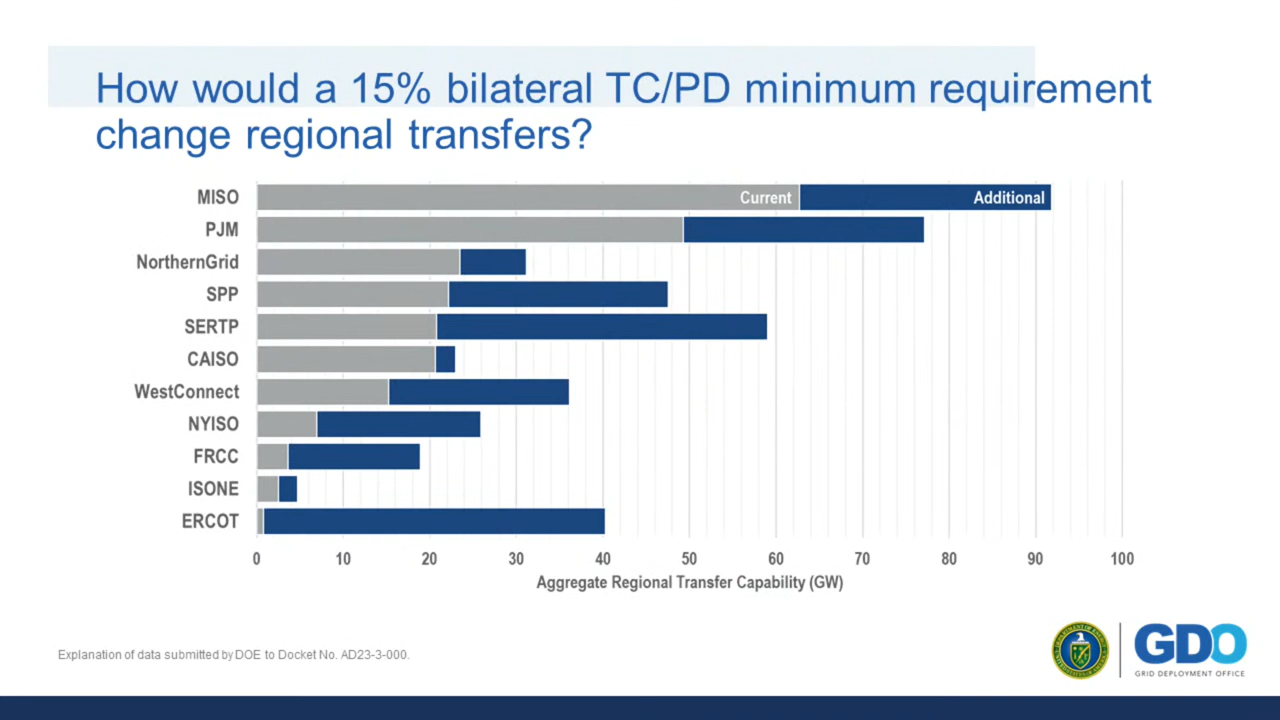 How would a 15% bilateral TC/PD minimum requirement
change regional transfers?
MISO
Current
Additional
PJM
NorthernGrid
SPP
SERTP
CAISO
WestConnect
NYISO
FRCC
ISONE
ERCOT
0 10 20 30 40 50 60 70 80 90 100
Aggregate Regional Transfer Capability (GW)
Explanation of data submitted by DOE to Docket No. AD23-3-000.
GDO
GRID DEPLOYMENT OFFICE